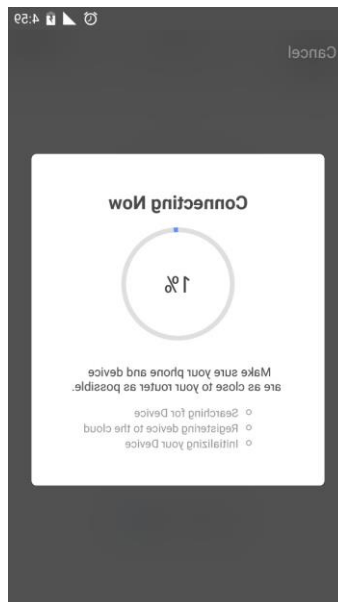 4:59
Cancel
Connecting Now
1%
Make sure your phone and device
are as close to your router as possible.
Searching for Device
Registering device to the cloud
Initializing your Device